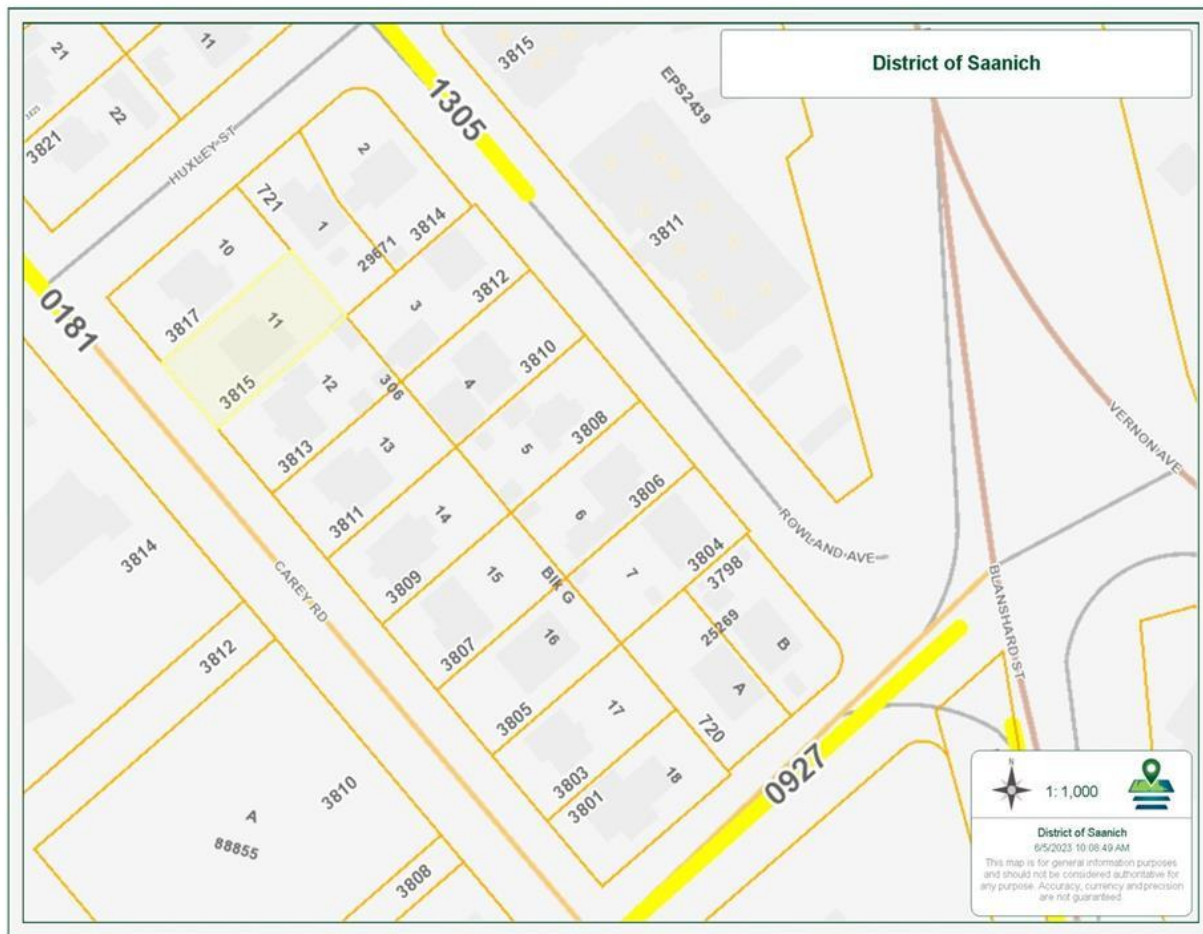 District of Saanich
21
11
3815
EPS2439
1305
22
3821
HUXLEY ST
2
721
1
3811
10
29671
3814
3817
0181
11
3
3812
3815
12
306
3810
VERNON AVE
4
3813
13
3808
5
3811
14
6
3806
3814
ROWLAND AVE
CAREY RD
3809
15
Blk G
7
3804
3798
BLANSHARD ST
3812
3807
16
25269
B
A
3805
17
720
3810
3803
18
0927
A
88855
3801
3808
N
1: 1,000
District of Saanich
6/5/2023 10:08:49 AM
This map is for general information purposes
and should not be considered authoritative for
any purpose. Accuracy, currency and precision
are not guaranteed.